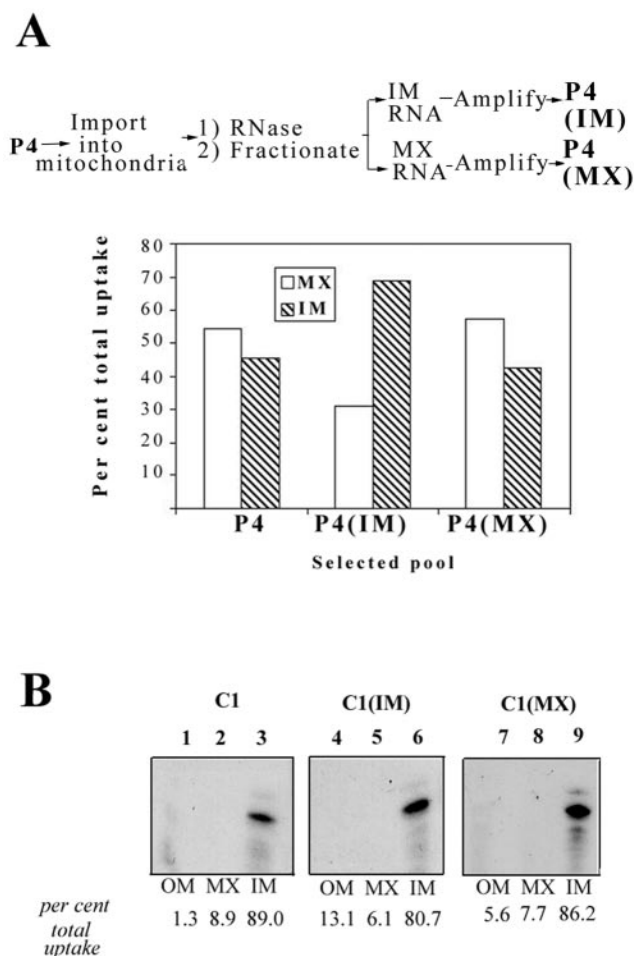 A
P4 → Import into mitochondria → 1) RNase 2) Fractionate
IM RNA – Amplify → P4 (IM)
MX RNA - Amplify → P4 (MX)
Per cent total uptake
80
70
60
50
40
30
20
10
MX
IM
P4 P4(IM) P4(MX)
Selected pool
B
C1 C1(IM) C1(MX)
1 2 3 4 5 6 7 8 9
OM MX IM OM MX IM OM MX IM
per cent total uptake
1.3 8.9 89.0 13.1 6.1 80.7 5.6 7.7 86.2